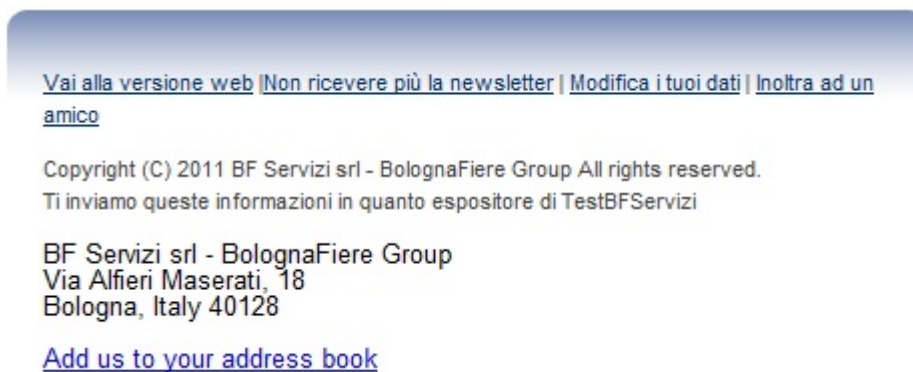 Vai alla versione web |Non ricevere più la newsletter | Modifica i tuoi dati | Inoltra ad un
amico
Copyright (C) 2011 BF Servizi srl - BolognaFiere Group All rights reserved.
Ti inviamo queste informazioni in quanto espositore di TestBFServizi
BF Servizi srl - BolognaFiere Group
Via Alfieri Maserati, 18
Bologna, Italy 40128
Add us to your address book